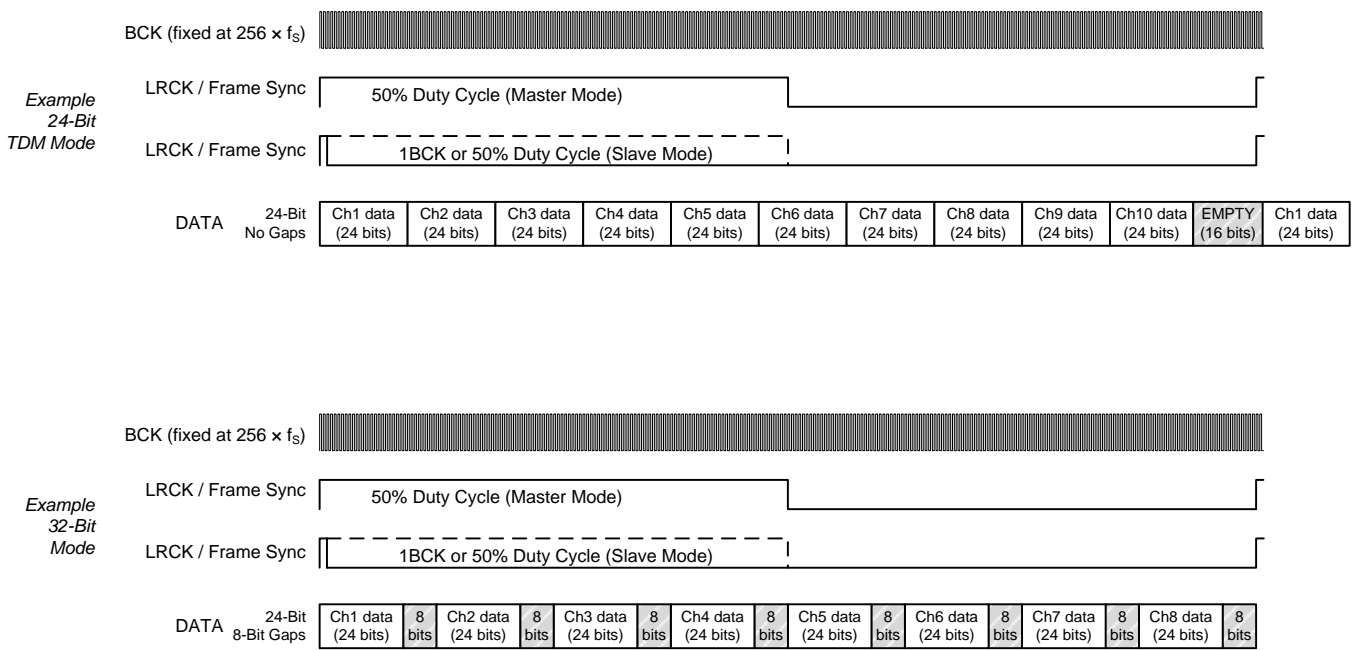 BCK (fixed at 256 × fS)
Example
24-Bit
TDM Mode
LRCK / Frame Sync
50% Duty Cycle (Master Mode)
LRCK / Frame Sync
1BCK or 50% Duty Cycle (Slave Mode)
DATA
24-Bit
No Gaps
Ch1 data
(24 bits)
Ch2 data
(24 bits)
Ch3 data
(24 bits)
Ch4 data
(24 bits)
Ch5 data
(24 bits)
Ch6 data
(24 bits)
Ch7 data
(24 bits)
Ch8 data
(24 bits)
Ch9 data
(24 bits)
Ch10 data
(24 bits)
EMPTY
(16 bits)
Ch1 data
(24 bits)
BCK (fixed at 256 × fS)
Example
32-Bit
Mode
LRCK / Frame Sync
50% Duty Cycle (Master Mode)
LRCK / Frame Sync
1BCK or 50% Duty Cycle (Slave Mode)
DATA
24-Bit
8-Bit Gaps
Ch1 data
(24 bits)
8
bits
Ch2 data
(24 bits)
8
bits
Ch3 data
(24 bits)
8
bits
Ch4 data
(24 bits)
8
bits
Ch5 data
(24 bits)
8
bits
Ch6 data
(24 bits)
8
bits
Ch7 data
(24 bits)
8
bits
Ch8 data
(24 bits)
8
bits